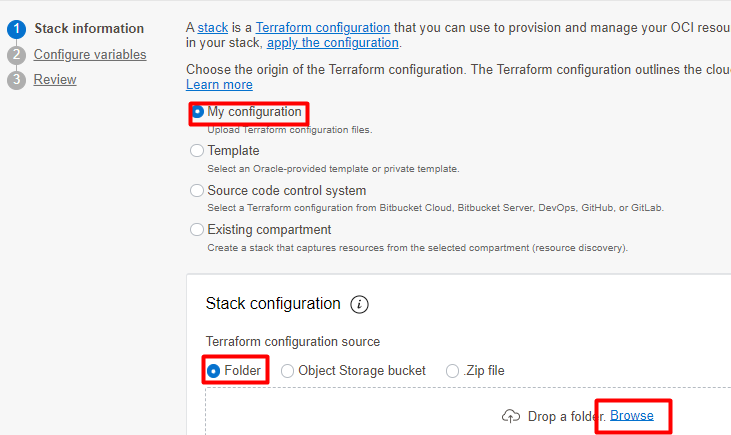 1 Stack information
2 Configure variables
3 Review
A stack is a Terraform configuration that you can use to provision and manage your OCI resou
in your stack, apply the configuration.
Choose the origin of the Terraform configuration. The Terraform configuration outlines the clou
Learn more
My configuration
Upload Terraform configuration files.
Template
Select an Oracle-provided template or private template.
Source code control system
Select a Terraform configuration from Bitbucket Cloud, Bitbucket Server, DevOps, GitHub, or GitLab.
Existing compartment
Create a stack that captures resources from the selected compartment (resource discovery).
Stack configuration i
Terraform configuration source
Folder Object Storage bucket .Zip file
Drop a folder. Browse